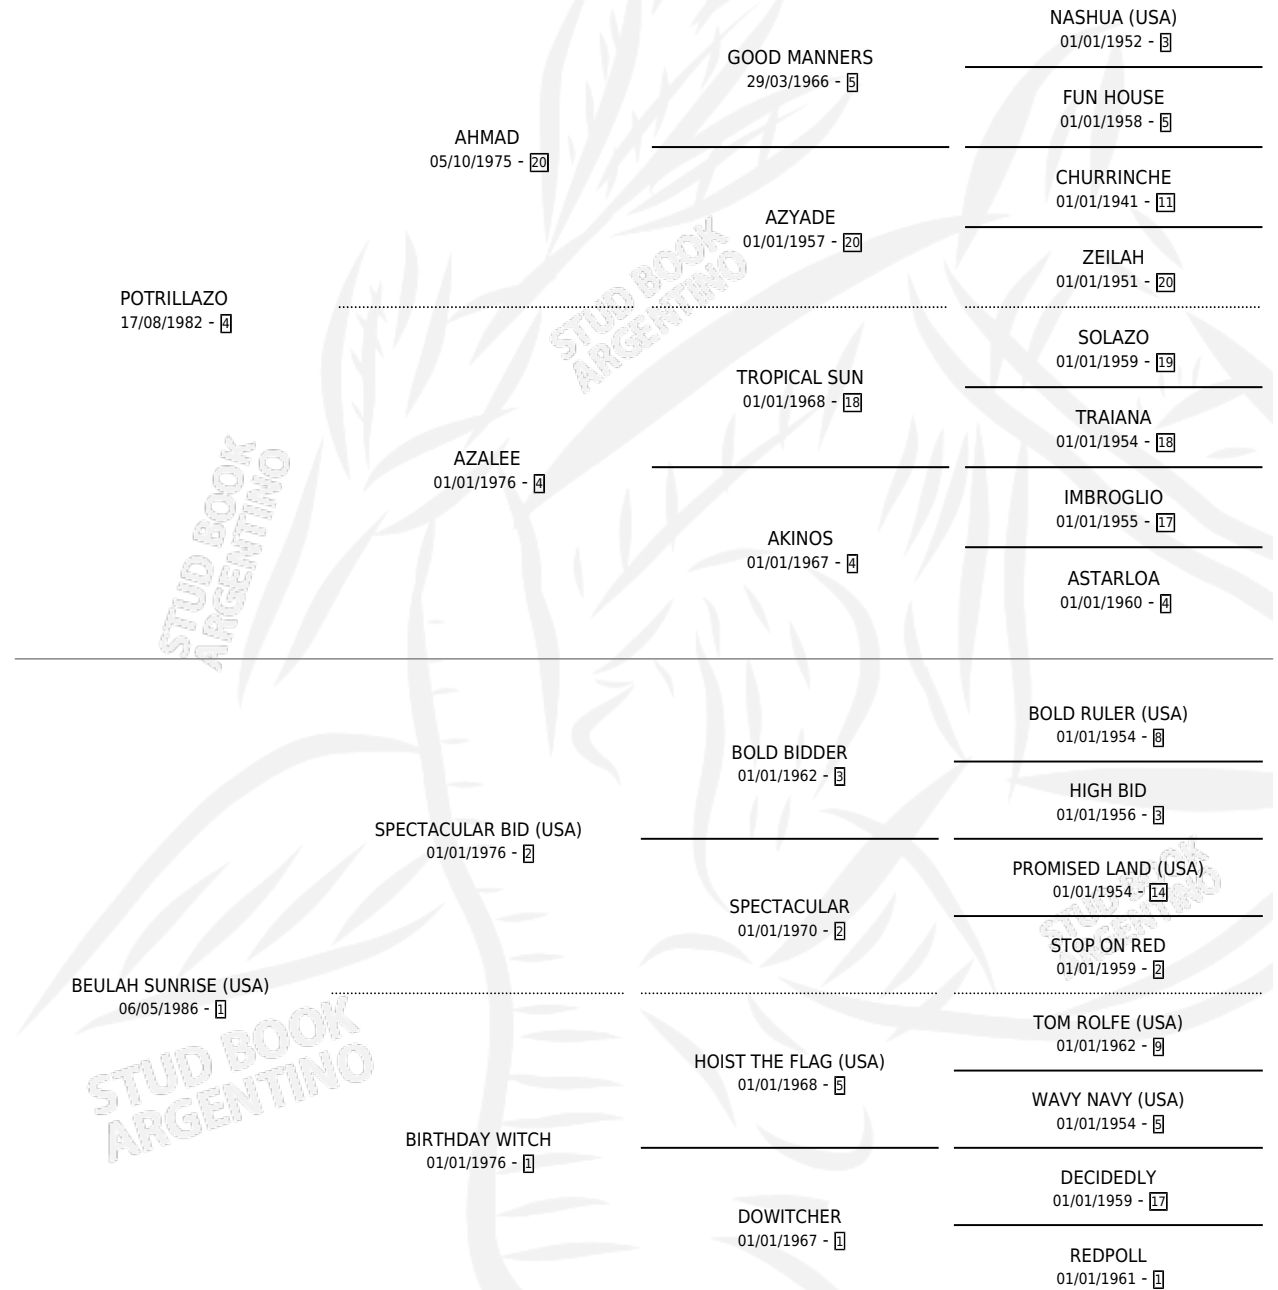 NASHUA (USA)
01/01/1952 - 3
GOOD MANNERS
29/03/1966 - 5
FUN HOUSE
01/01/1958 - 5
AHMAD
05/10/1975 - 20
CHURRINCHE
01/01/1941 - 11
AZYADE
01/01/1957 - 20
ZEILAH
01/01/1951 - 20
POTRILLAZO
17/08/1982 - 4
STUD BOOK
ARGENTINO
SOLAZO
01/01/1959 - 19
TROPICAL SUN
01/01/1968 - 18
TRAIANA
01/01/1954 - 18
AZALEE
01/01/1976 - 4
IMBROGLIO
01/01/1955 - 17
AKINOS
01/01/1967 - 4
ASTARLOA
01/01/1960 - 4
STUD BOOK
ARGENTINO
BOLD RULER (USA)
01/01/1954 - 8
BOLD BIDDER
01/01/1962 - 3
HIGH BID
01/01/1956 - 3
SPECTACULAR BID (USA)
01/01/1976 - 2
PROMISED LAND (USA)
01/01/1954 - 14
SPECTACULAR
01/01/1970 - 2
STUD BOOK
ARGENTINO
STOP ON RED
01/01/1959 - 2
BEULAH SUNRISE (USA)
06/05/1986 - 1
STUD BOOK
ARGENTINO
TOM ROLFE (USA)
01/01/1962 - 9
HOIST THE FLAG (USA)
01/01/1968 - 5
WAVY NAVY (USA)
01/01/1954 - 5
BIRTHDAY WITCH
01/01/1976 - 1
DECIDEDLY
01/01/1959 - 17
DOWITCHER
01/01/1967 - 1
REDPOLL
01/01/1961 - 1